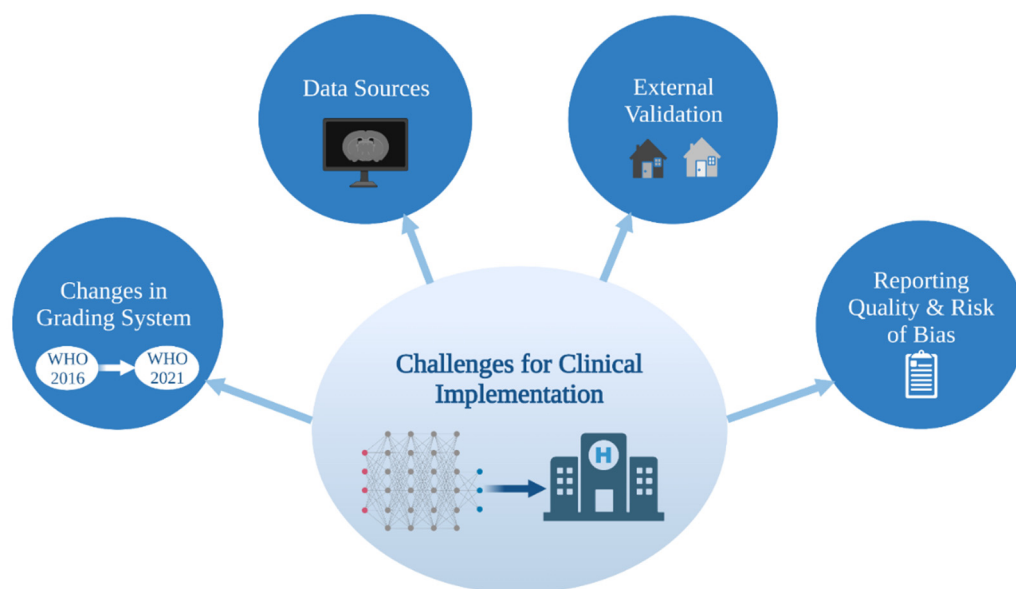 Data Sources
External
Validation
Changes in
Grading System
WHO
2016
WHO
2021
Reporting
Quality & Risk
of Bias
Challenges for Clinical
Implementation
H